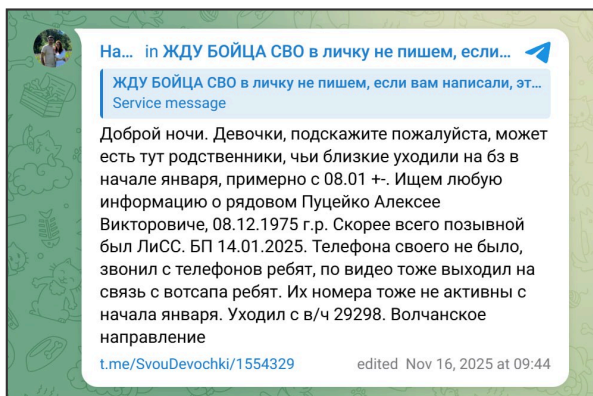 На... in ЖДУ БОЙЦА СВО в личку не пишем, если...
ЖДУ БОЙЦА СВО в личку не пишем, если вам написали, эт...
Service message
Доброй ночи. Девочки, подскажите пожалуйста, может
есть тут родственники, чьи близкие уходили на бз в
начале января, примерно с 08.01 +-. Ищем любую
информацию о рядовом Пуцейко Алексее
Викторовиче, 08.12.1975 г.р. Скорее всего позывной
был ЛиСС. БП 14.01.2025. Телефона своего не было,
звонил с телефонов ребят, по видео тоже выходил на
связь с вотсапа ребят. Их номера тоже не активны с
начала января. Уходил с в/ч 29298. Волчанское
направление
t.me/SvouDevochki/1554329 edited Nov 16, 2025 at 09:44